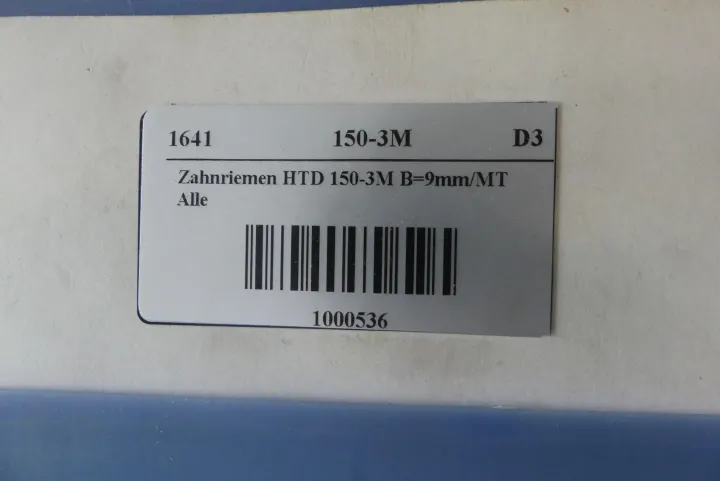 1641 150-3M D3
Zahnriemen HTD 150-3M B=9mm/MT
Alle
1000536